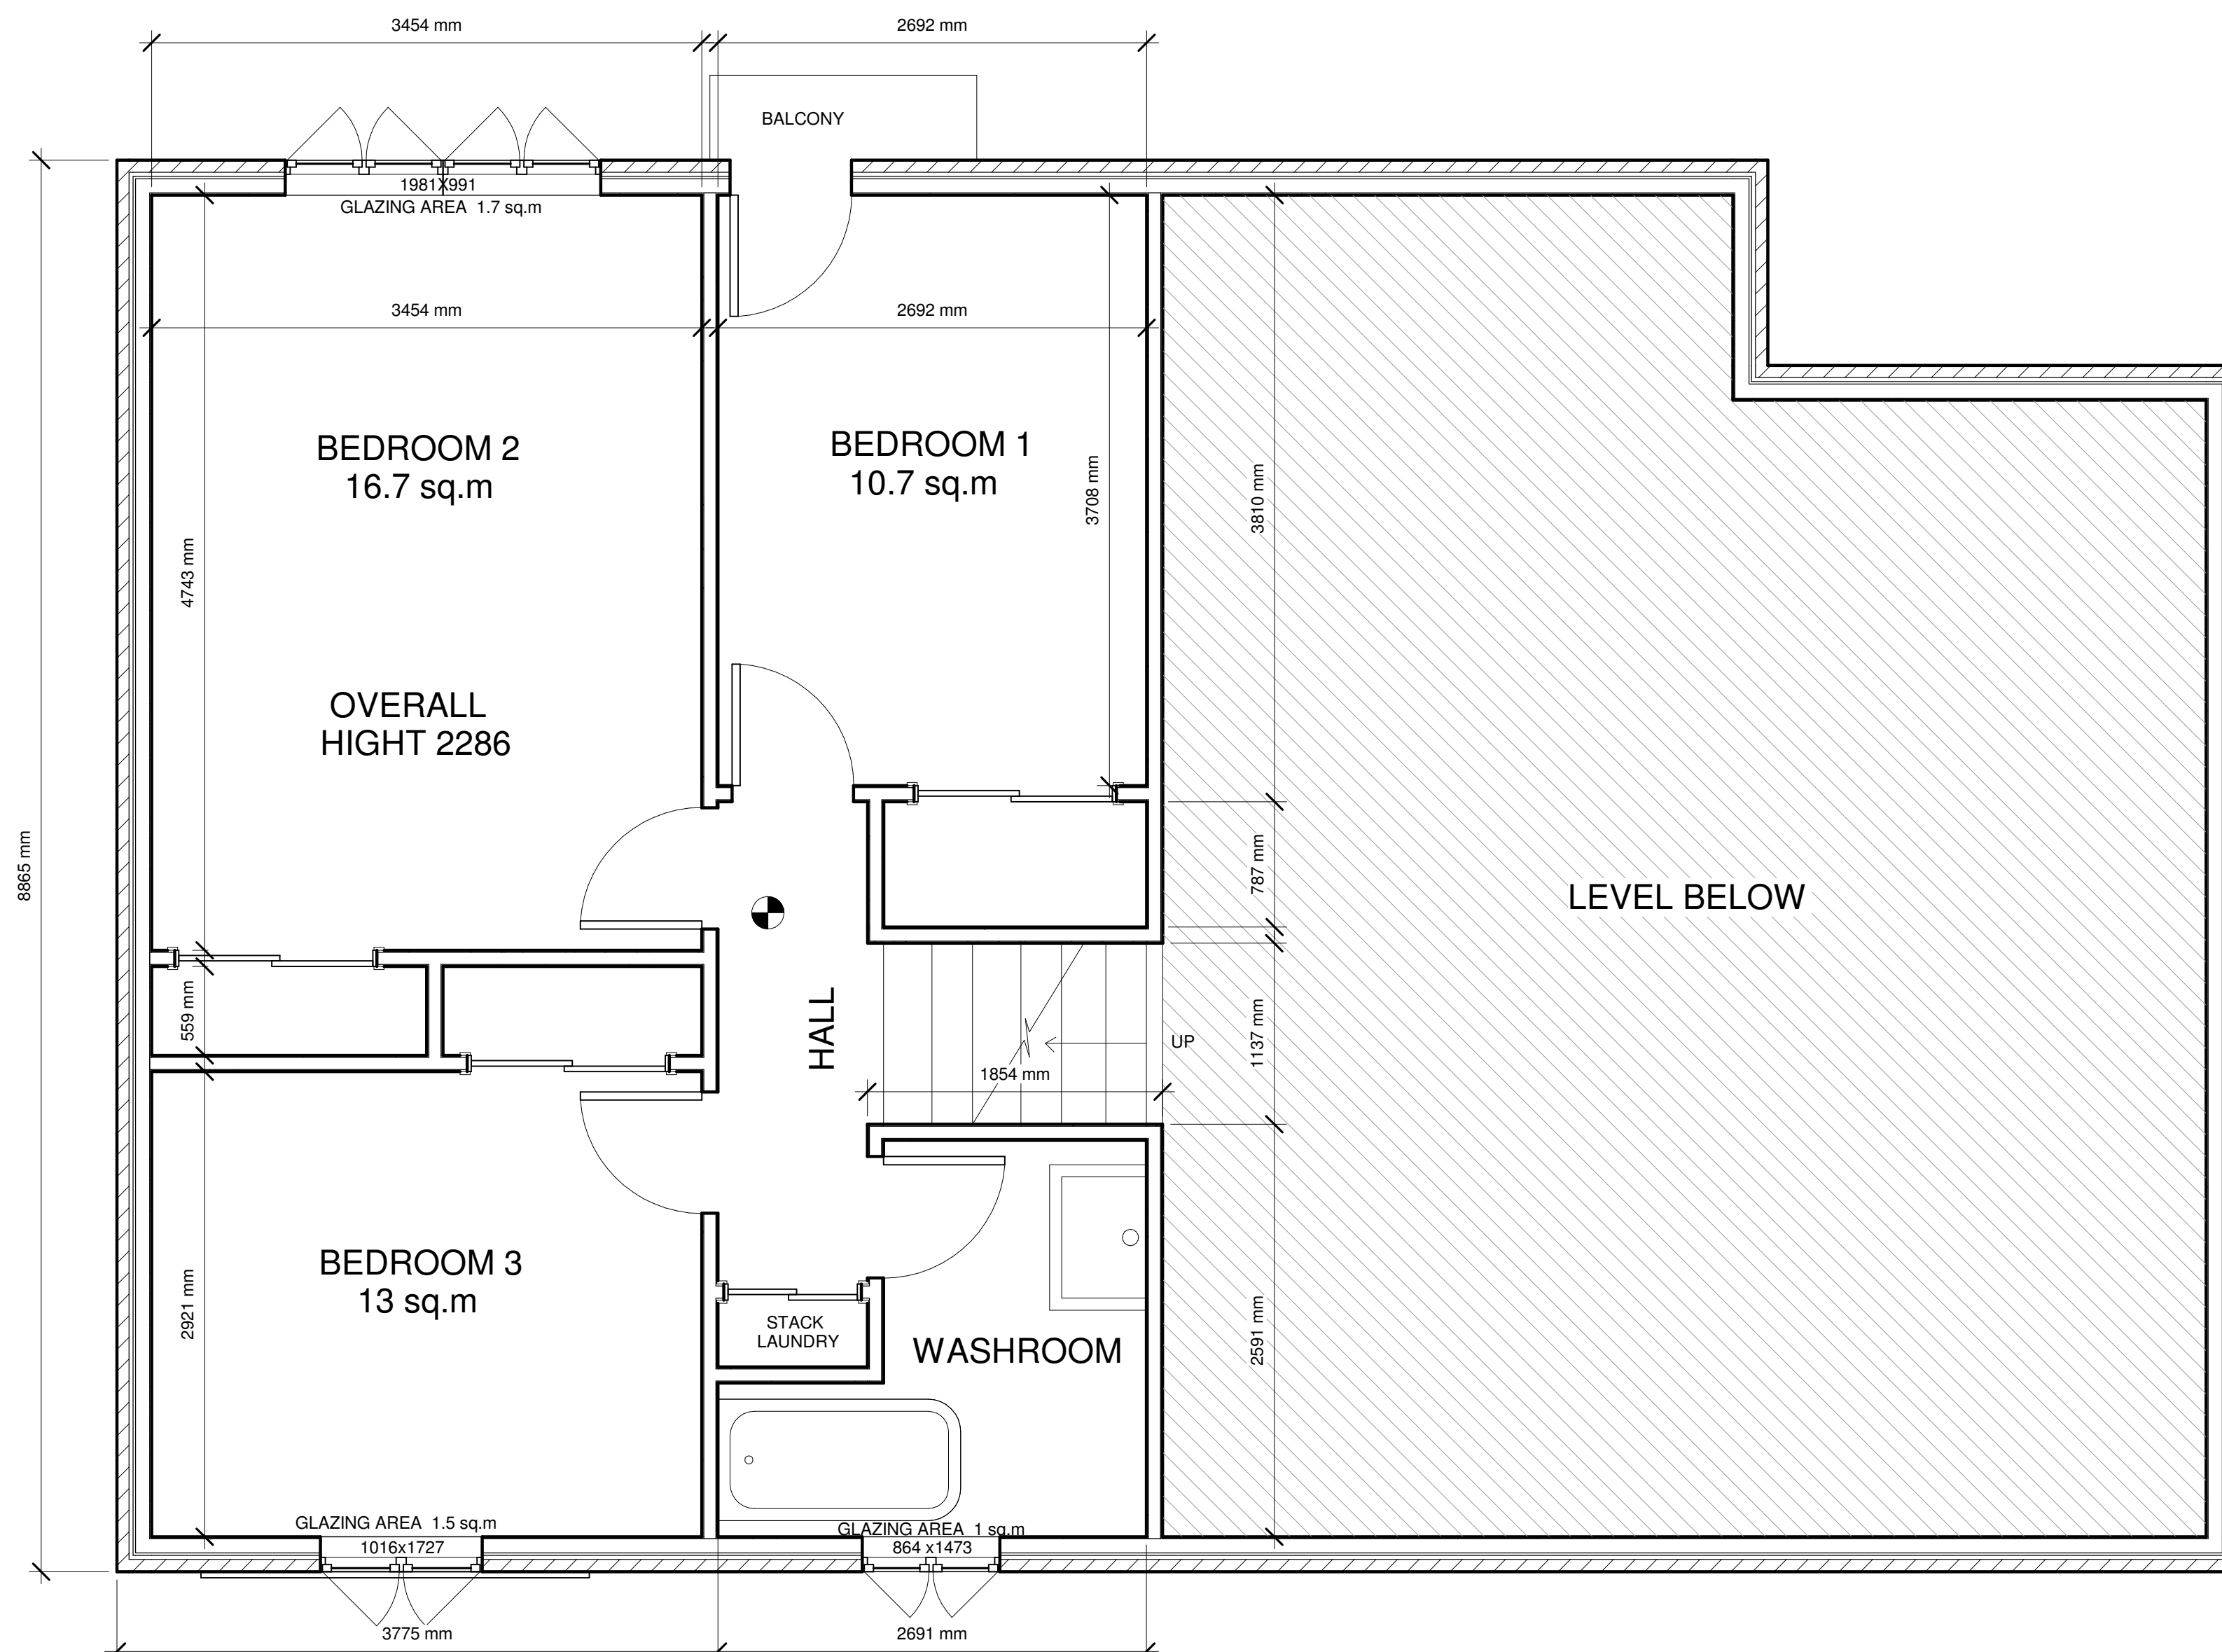 3454 mm
2692 mm
BALCONY
1981X991
GLAZING AREA 1.7 sq.m
3454 mm
2692 mm
BEDROOM 2
16.7 sq.m
BEDROOM 1
10.7 sq.m
3708 mm
3810 mm
4743 mm
OVERALL
HIGHT 2286
8865 mm
787 mm
LEVEL BELOW
559 mm
HALL
UP
1137 mm
1854 mm
BEDROOM 3
13 sq.m
2921 mm
STACK
LAUNDRY
WASHROOM
2591 mm
GLAZING AREA 1.5 sq.m
1016x1727
GLAZING AREA 1 sq.m
864 x1473
3775 mm
2691 mm